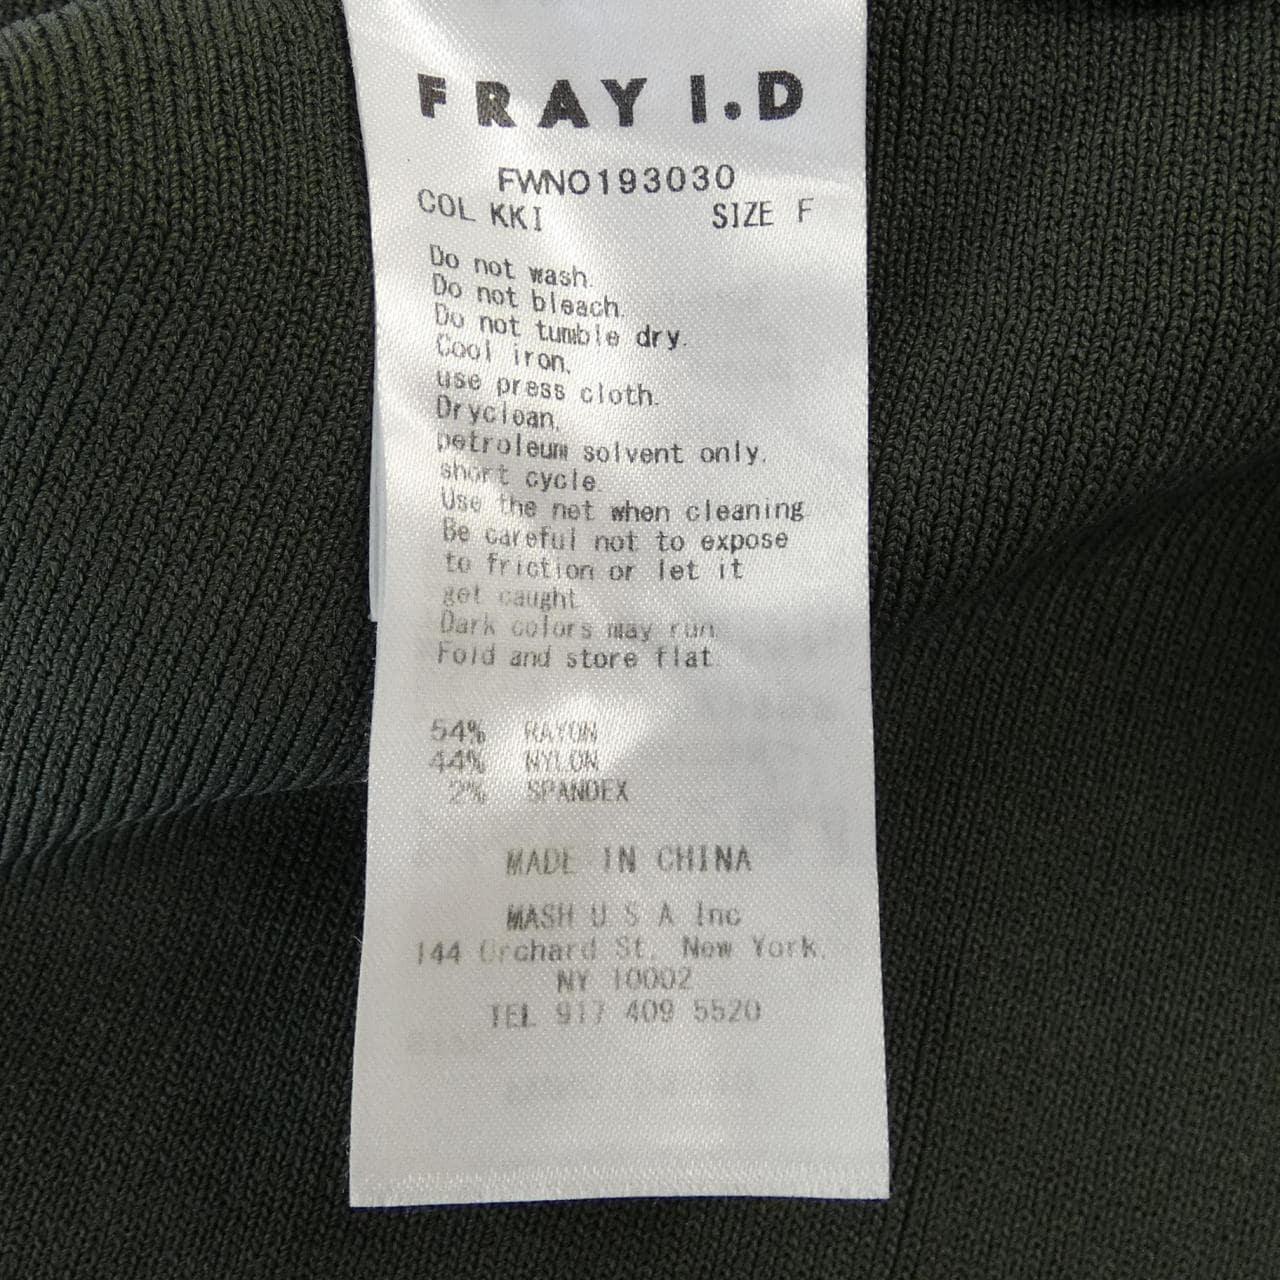 FRAY I.D
FWNO193030
COL KKI SIZE F
Do not wash.
Do not bleach.
Do not tumble dry.
Cool iron.
use press cloth.
Dryclean.
petroleum solvent only.
short cycle.
Use the net when cleaning
Be careful not to expose
to friction or let it
get caught
Dark colors may run.
Fold and store flat.
54% RAYON
44% NYLON
2% SPANDEX
MADE IN CHINA
MASH U S A Inc
144 Orchard St, New York,
NY 10002
TEL 917 409 5520